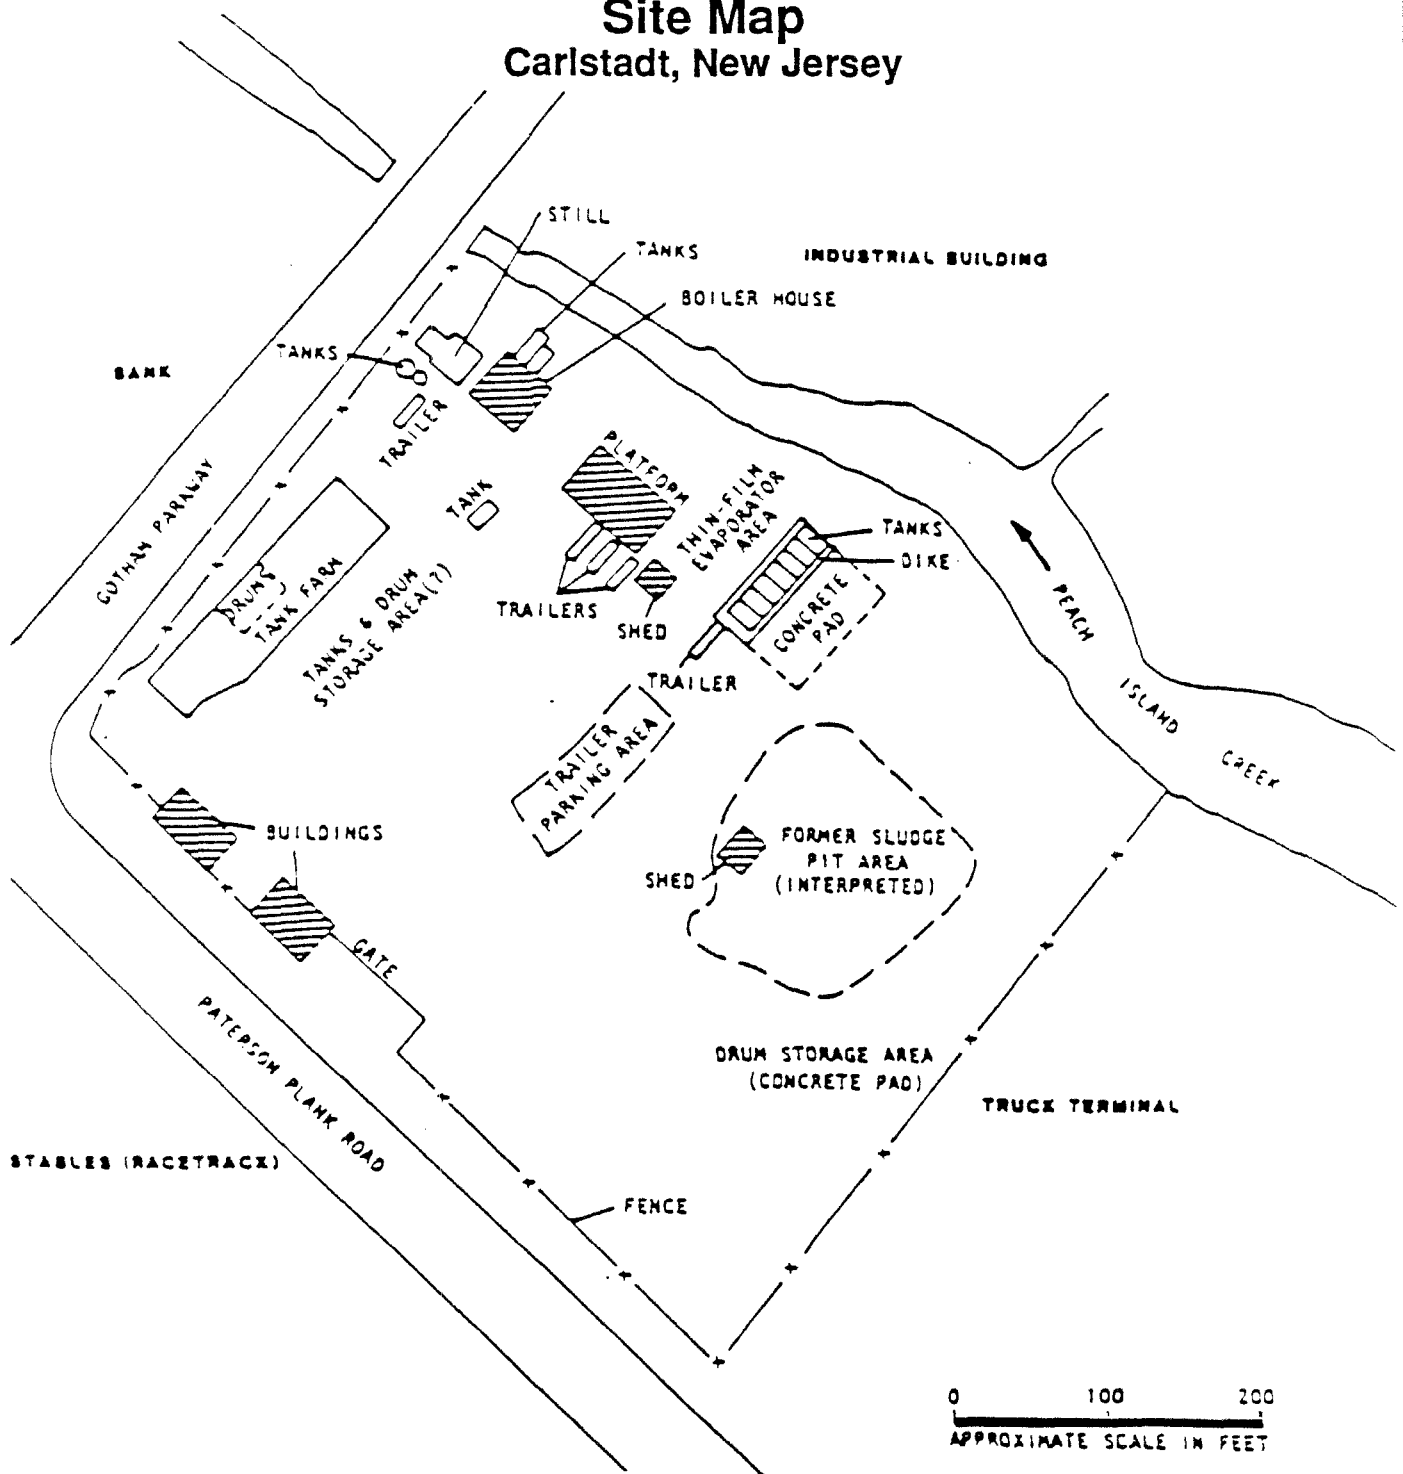 Site Map
Carlstadt, New Jersey
STILL
TANKS
INDUSTRIAL BUILDING
BOILER HOUSE
TANKS
BANK
TRAILER
PLATFORM
THIN-FILM
EVAPORATOR
AREA
TANK
GOTHAM PARKWAY
TANKS
DIKE
DRUMS
TANK FARM
TANKS & DRUM
STORAGE AREA(?)
TRAILERS
SHED
CONCRETE
PAD
PEACH
ISLAND
CREEK
TRAILER
TRAILER
PARKING AREA
BUILDINGS
FORMER SLUDGE
PIT AREA
(INTERPRETED)
SHED
GATE
PATERSON PLANK ROAD
DRUM STORAGE AREA
(CONCRETE PAD)
TRUCK TERMINAL
STABLES (RACETRACK)
FENCE
0 100 200
APPROXIMATE SCALE IN FEET